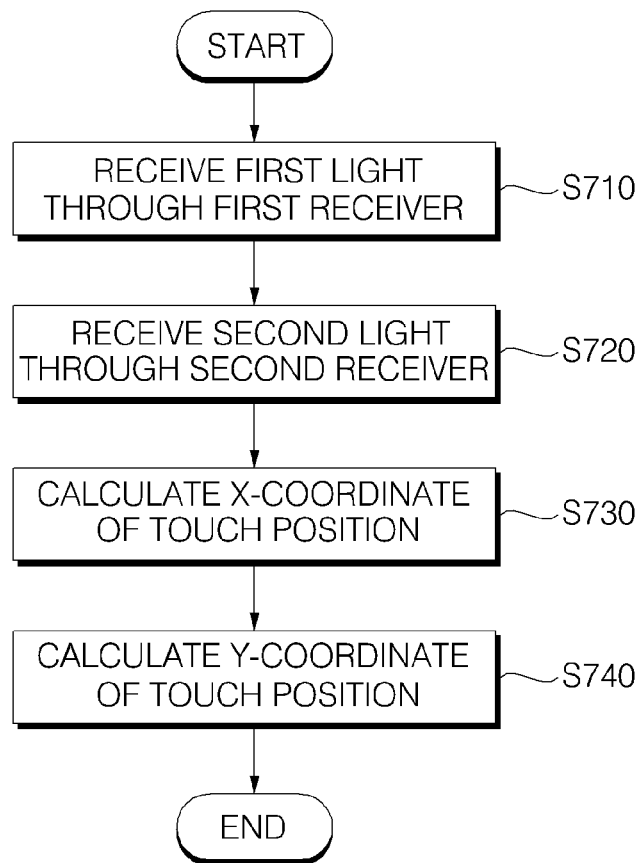 START
RECEIVE FIRST LIGHT
THROUGH FIRST RECEIVER
S710
RECEIVE SECOND LIGHT
THROUGH SECOND RECEIVER
S720
CALCULATE X-COORDINATE
OF TOUCH POSITION
S730
CALCULATE Y-COORDINATE
OF TOUCH POSITION
S740
END